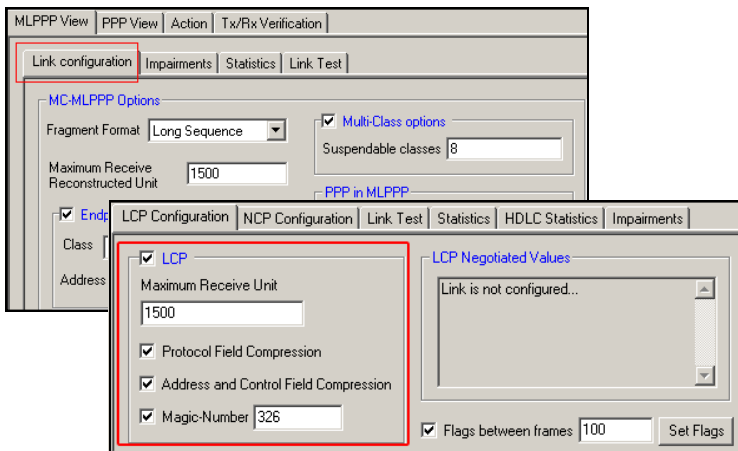 MLPPP View PPP View Action Tx/Rx Verification
Link configuration Impairments Statistics Link Test
MC-MLPPP Options
Fragment Format Long Sequence
Multi-Class options
Suspendable classes 8
Maximum Receive
Reconstructed Unit 1500
PPP in MLPPP
Class
Address
LCP Configuration NCP Configuration Link Test Statistics HDLC Statistics Impairments
LCP
Maximum Receive Unit
1500
Protocol Field Compression
Address and Control Field Compression
Magic-Number 326
LCP Negotiated Values
Link is not configured...
Flags between frames 100 Set Flags